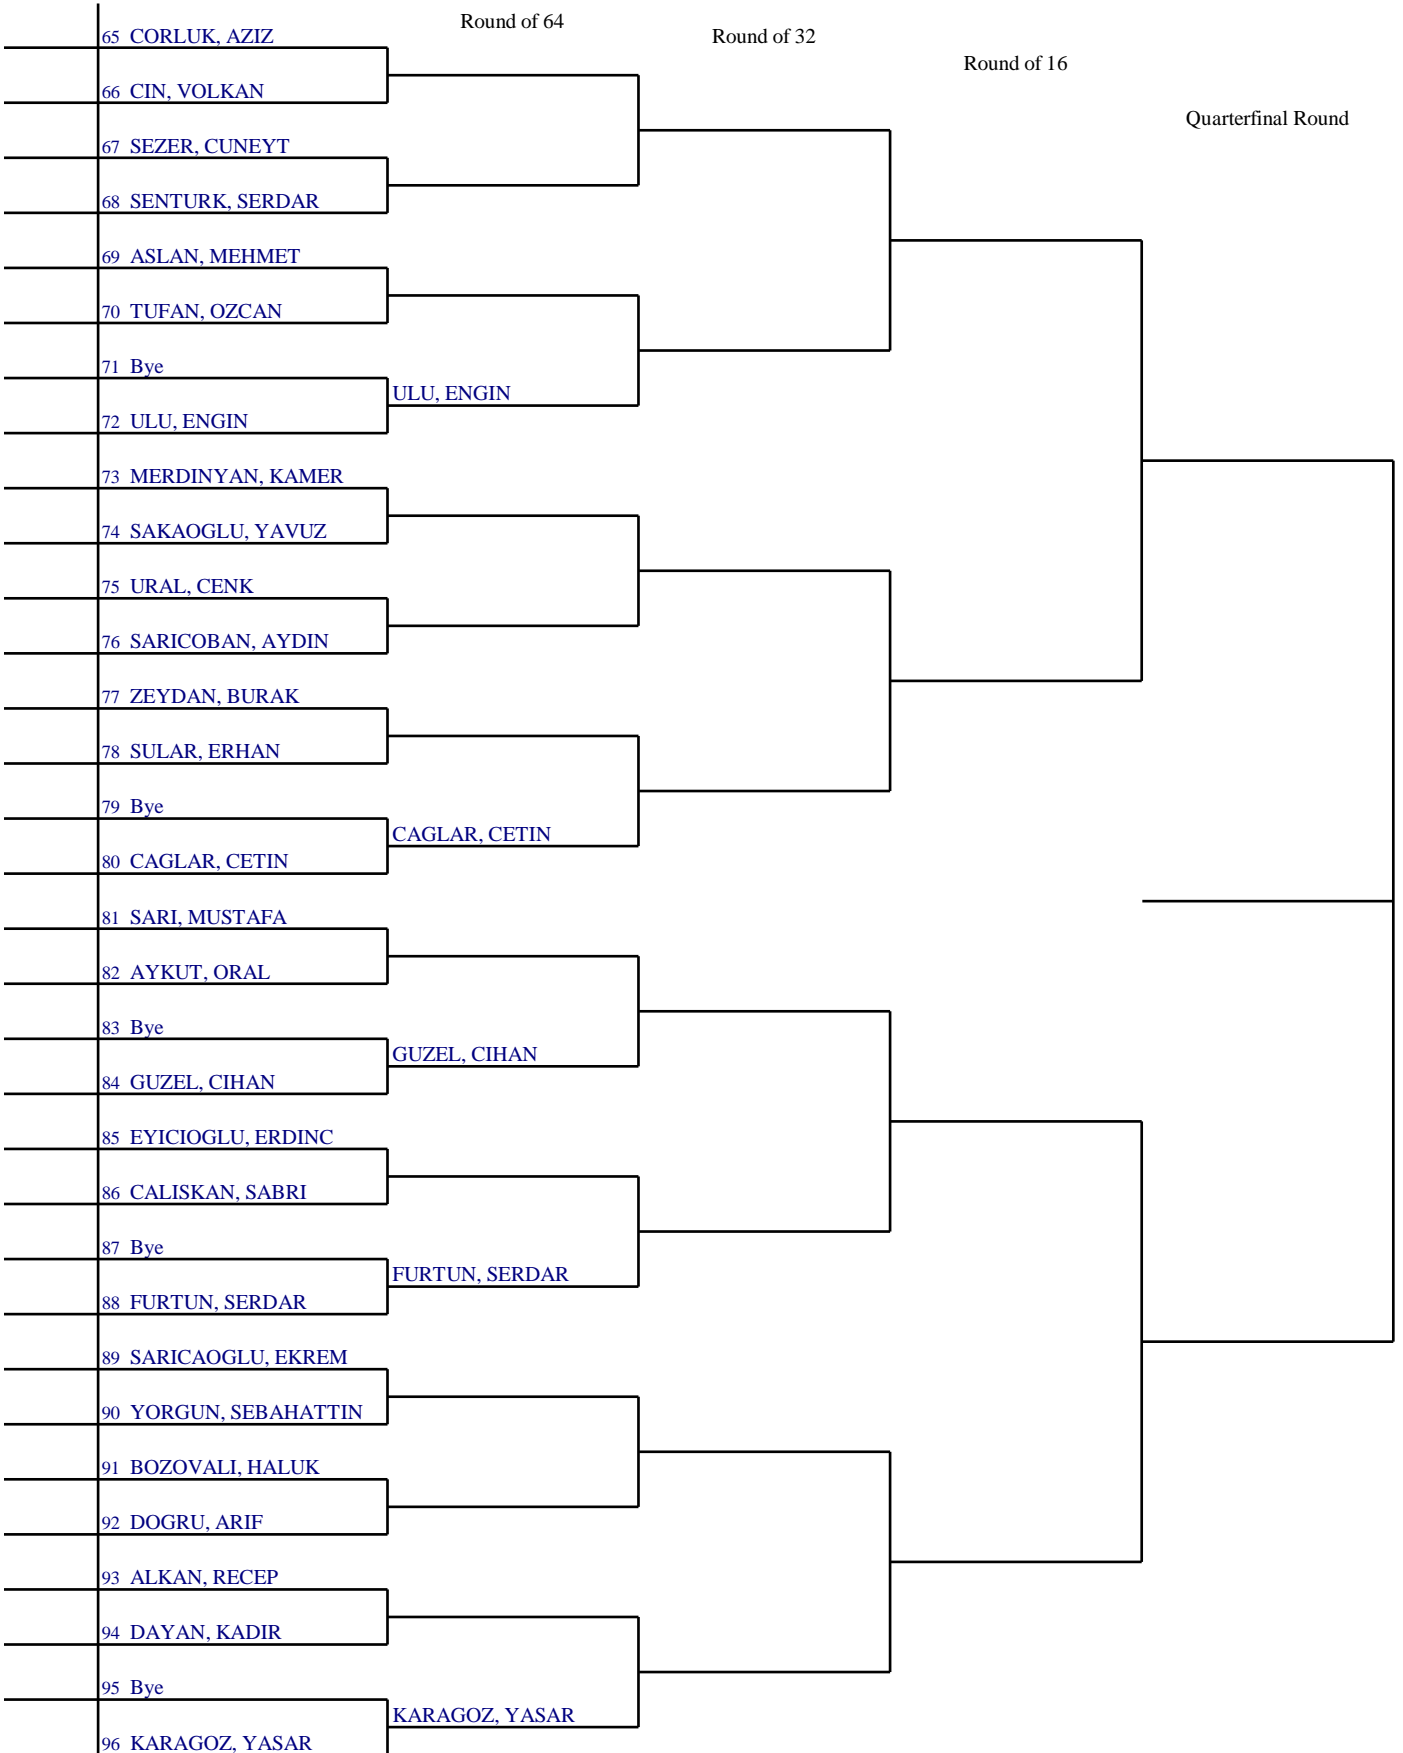 Round of 64
Round of 32
Round of 16
Quarterfinal Round
65 CORLUK, AZIZ
66 CIN, VOLKAN
67 SEZER, CUNEYT
68 SENTURK, SERDAR
69 ASLAN, MEHMET
70 TUFAN, OZCAN
71 Bye
ULU, ENGIN
72 ULU, ENGIN
73 MERDINYAN, KAMER
74 SAKAOGLU, YAVUZ
75 URAL, CENK
76 SARICOBAN, AYDIN
77 ZEYDAN, BURAK
78 SULAR, ERHAN
79 Bye
CAGLAR, CETIN
80 CAGLAR, CETIN
81 SARI, MUSTAFA
82 AYKUT, ORAL
83 Bye
GUZEL, CIHAN
84 GUZEL, CIHAN
85 EYICIOGLU, ERDINC
86 CALISKAN, SABRI
87 Bye
FURTUN, SERDAR
88 FURTUN, SERDAR
89 SARICAOGLU, EKREM
90 YORGUN, SEBAHATTIN
91 BOZOVALI, HALUK
92 DOGRU, ARIF
93 ALKAN, RECEP
94 DAYAN, KADIR
95 Bye
KARAGOZ, YASAR
96 KARAGOZ, YASAR